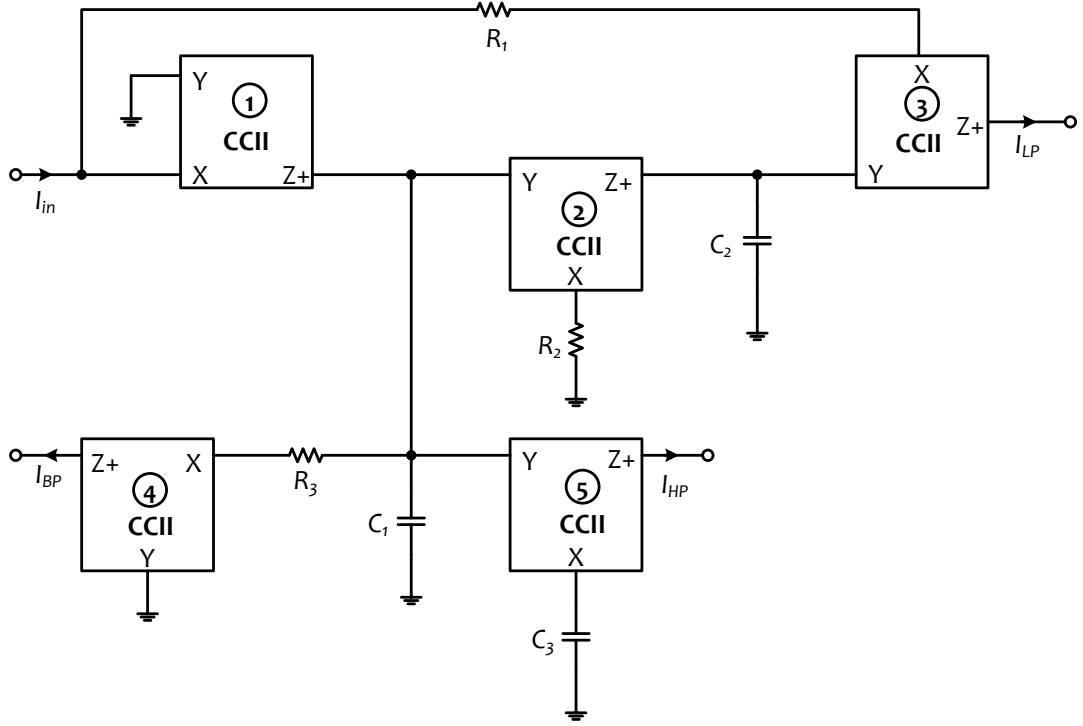 R1
Y
1
CCII
X
Z+
Iin
X
3
CCII
Z+
Y
ILP
Y
Z+
2
CCII
X
R2
C2
Z+
X
4
CCII
Y
IBP
R3
C1
Y
Z+
5
CCII
X
IHP
C3